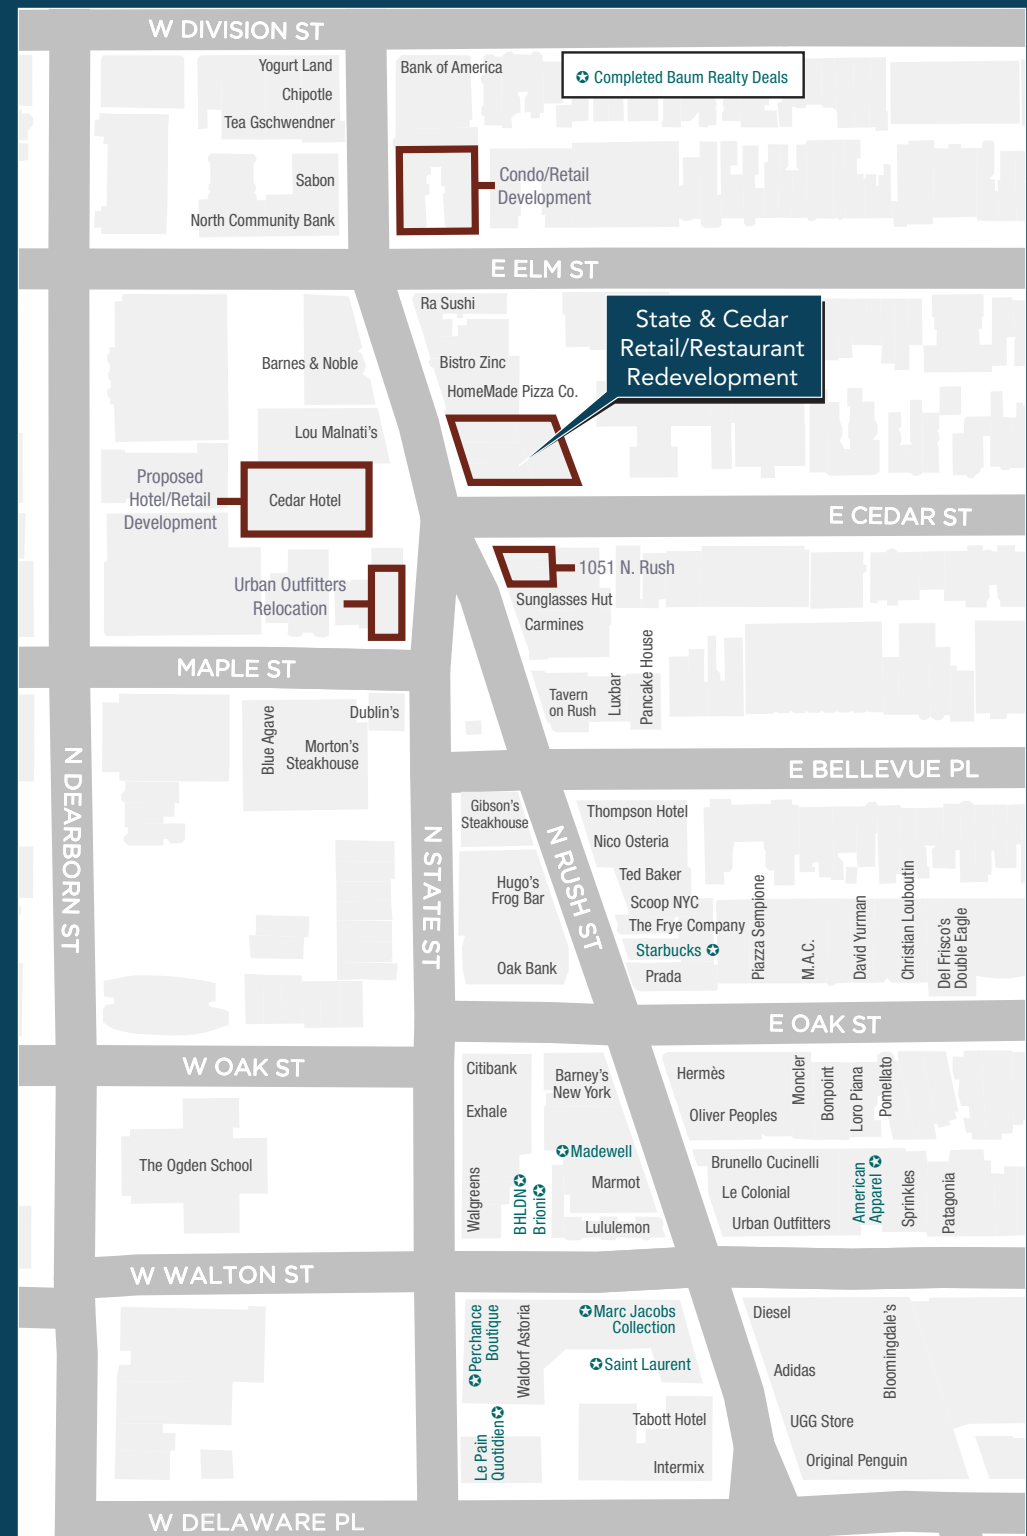 W DIVISION ST
Yogurt Land
Chipotle
Tea Gschwendner
Sabon
North Community Bank
Bank of America
✪ Completed Baum Realty Deals
Condo/Retail
Development
E ELM ST
Ra Sushi
Bistro Zinc
HomeMade Pizza Co.
State & Cedar
Retail/Restaurant
Redevelopment
Barnes & Noble
Lou Malnati's
Proposed
Hotel/Retail
Development
Cedar Hotel
E CEDAR ST
Urban Outfitters
Relocation
1051 N. Rush
Sunglasses Hut
Carmines
Tavern
on Rush
Luxbar
Pancake House
MAPLE ST
Blue Agave
Dublin's
Morton's
Steakhouse
E BELLEVUE PL
N DEARBORN ST
N STATE ST
N RUSH ST
Gibson's
Steakhouse
Hugo's
Frog Bar
Oak Bank
Thompson Hotel
Nico Osteria
Ted Baker
Scoop NYC
The Frye Company
Starbucks ✪
Prada
Piazza Sempione
M.A.C.
David Yurman
Christian Louboutin
Del Frisco's
Double Eagle
E OAK ST
W OAK ST
The Ogden School
Citibank
Exhale
Walgreens
BHLDN ✪
Brioni ✪
Barney's
New York
✪ Madewell
Marmot
Lululemon
Hermès
Oliver Peoples
Moncler
Bonpoint
Loro Piana
Pomellato
Brunello Cucinelli
Le Colonial
Urban Outfitters
American
Apparel ✪
Sprinkles
Patagonia
W WALTON ST
✪ Perchance
Boutique
Waldorf Astoria
✪ Marc Jacobs
Collection
✪ Saint Laurent
Le Pain
Quotidien ✪
Tabott Hotel
Intermix
Diesel
Adidas
UGG Store
Original Penguin
Bloomingdale's
W DELAWARE PL